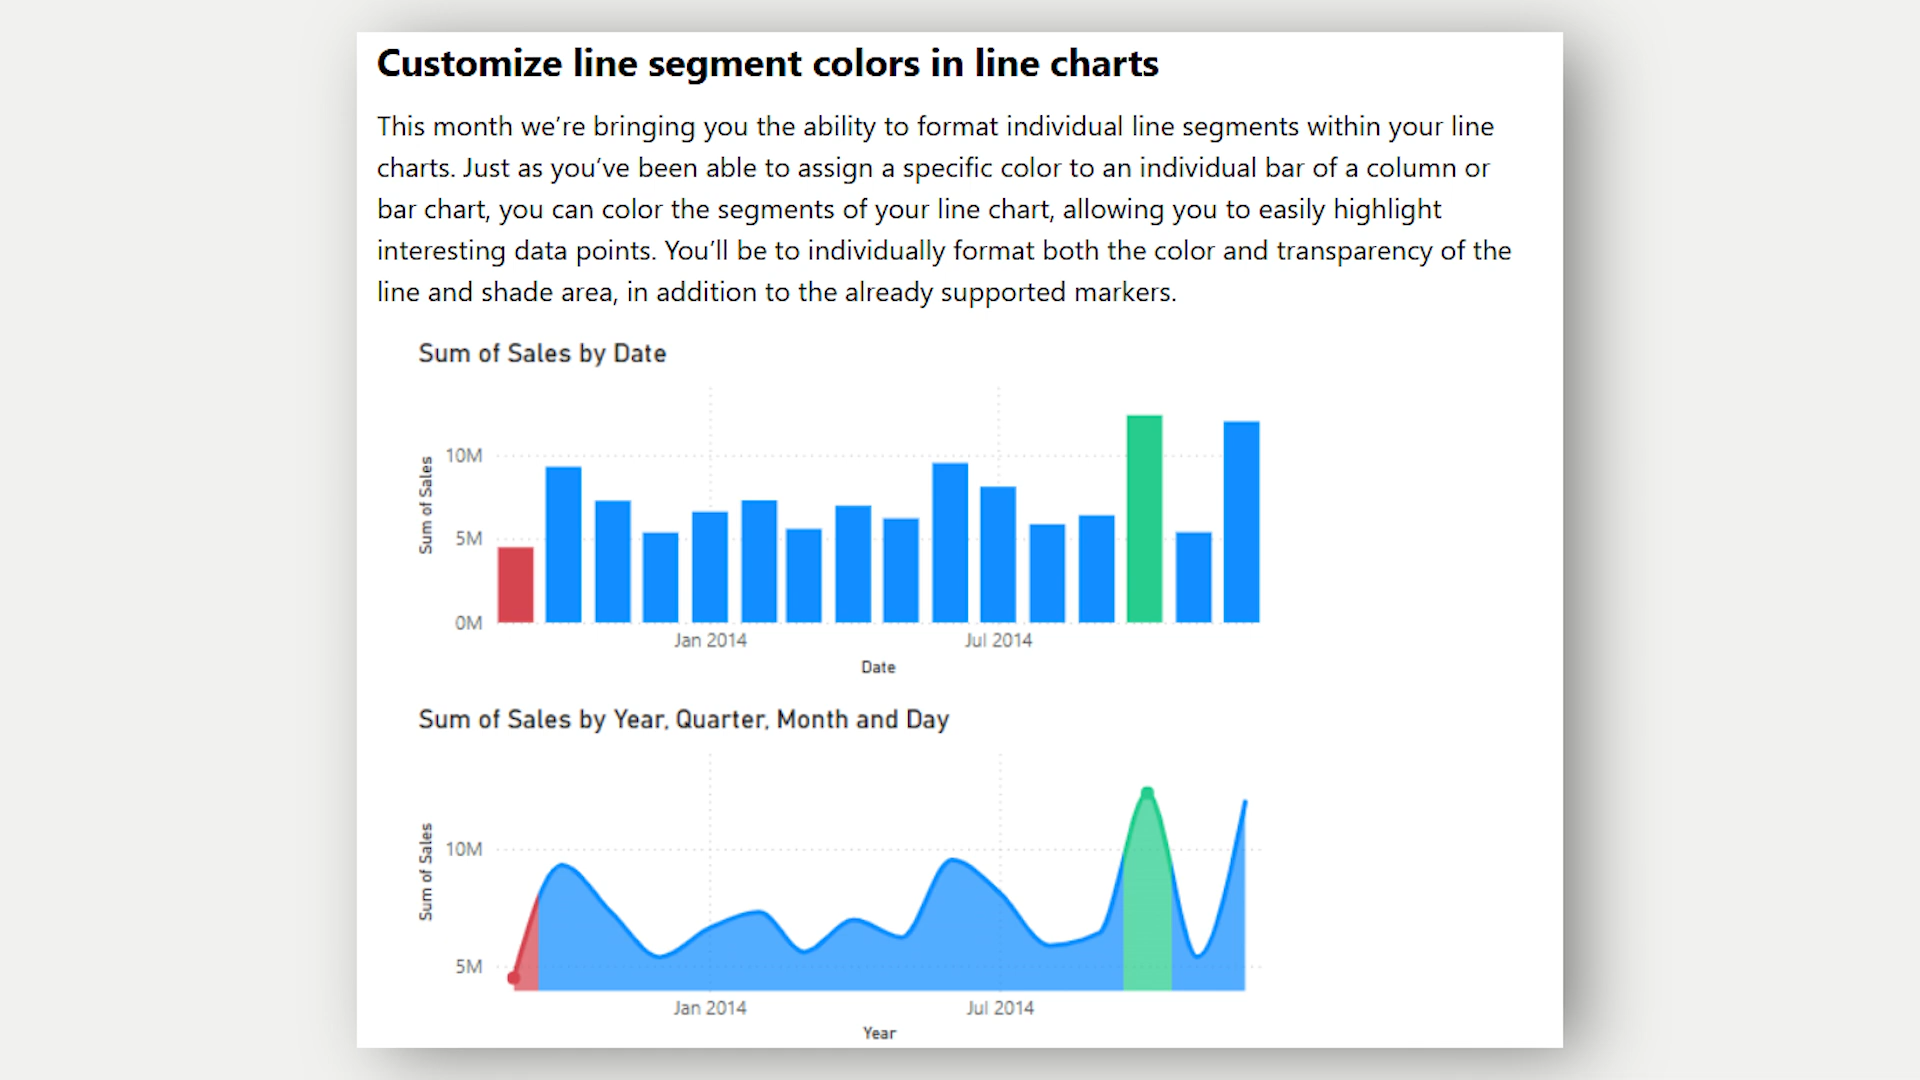 Customize line segment colors in line charts
This month we’re bringing you the ability to format individual line segments within your line
charts. Just as you’ve been able to assign a specific color to an individual bar of a column or
bar chart, you can color the segments of your line chart, allowing you to easily highlight
interesting data points. You’ll be to individually format both the color and transparency of the
line and shade area, in addition to the already supported markers.
Sum of Sales by Date
Sum of Sales
10M
5M
0M
Jan 2014
Jul 2014
Date
Sum of Sales by Year, Quarter, Month and Day
Sum of Sales
10M
5M
Jan 2014
Jul 2014
Year